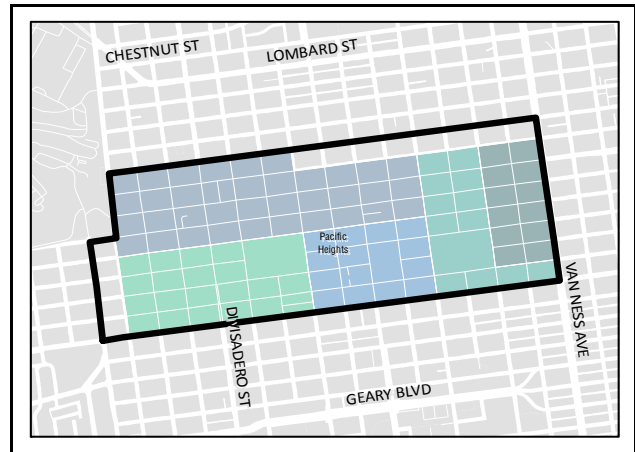 CHESTNUT ST
LOMBARD ST
Pacific
Heights
DIVISADERO ST
VAN NESS AVE
GEARY BLVD